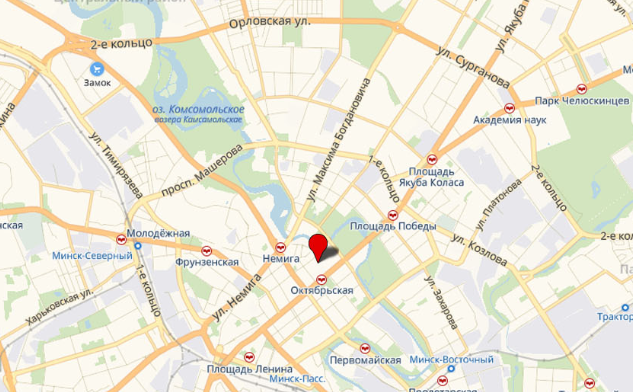 Центральный район
Орловская ул.
2-е кольцо
ул. Якуба
ул. Сурганова
Замок
Парк Челюскинцев
оз. Комсомольское
возера Камсамольскае
Академия наук
ул. Максима Богдановича
ул. Тимирязева
просп. Машерова
1-е кольцо
Площадь
Якуба Коласа
2-е кольцо
ул. Платонова
Площадь Победы
Молодёжная
Минск-Северный
Фрунзенская
Немига
ул. Козлова
2-е кольцо
1-е кольцо
Октябрьская
ул. Немига
Харьковская ул.
ул. Захарова
Трактор
Первомайская
Минск-Восточный
Площадь Ленина
Минск-Пасс.
Пролетарская